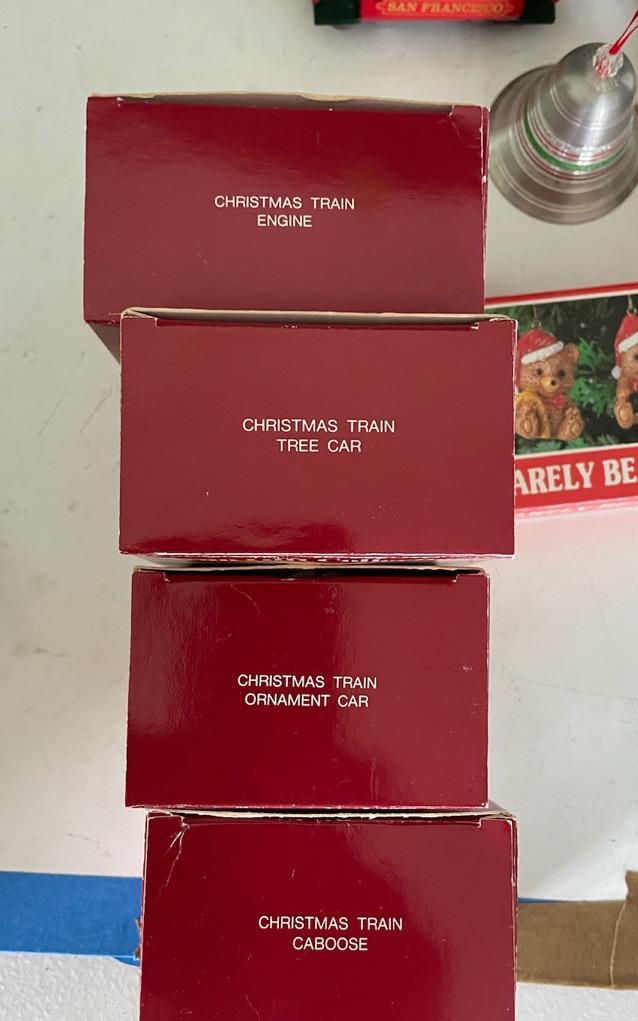 SAN FRANCISCO
CHRISTMAS TRAIN
ENGINE
CHRISTMAS TRAIN
TREE CAR
ARELY BE
CHRISTMAS TRAIN
ORNAMENT CAR
CHRISTMAS TRAIN
CABOOSE